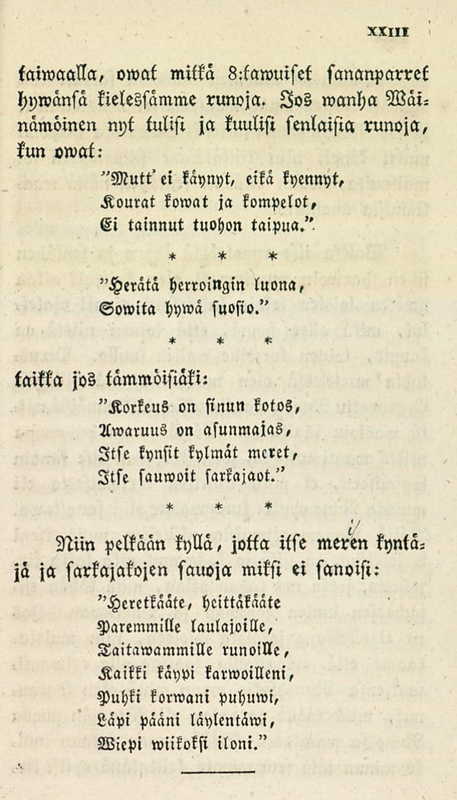 XXIII
taiwaalla, owat mitkä 8:tawuiset sananparret
hywänsä kielessämme runoja. Jos wanha Wäi-
nämöinen nyt tulisi ja kuulisi senlaisia runoja,
kun owat:
"Mutt' ei käynyt, eikä kyennyt,
Kourat kowat ja kompelot,
Ei tainnut tuohon taipua."
* * *
"Herätä herroingin luona,
Sowita hywä suosio."
* * *
taikka jos tämmöisiäki:
"Korkeus on sinun kotos,
Awaruus on asunmajas,
Itse kynsit kylmät meret,
Itse sauwoit sarkajaot."
* * *
Niin pelkään kyllä, jotta itse meren kyntä-
i
jä ja sarkajakojen sauoja miksi ei sanoisi:
"Heretkääte, heittäkääte
Paremmille laulajoille,
Taitawammille runoille,
Kaikki käypi karwoilleni,
Puhki korwani puhuwi,
Läpi pääni läylentäwi,
Wiepi wiikoksi iloni."